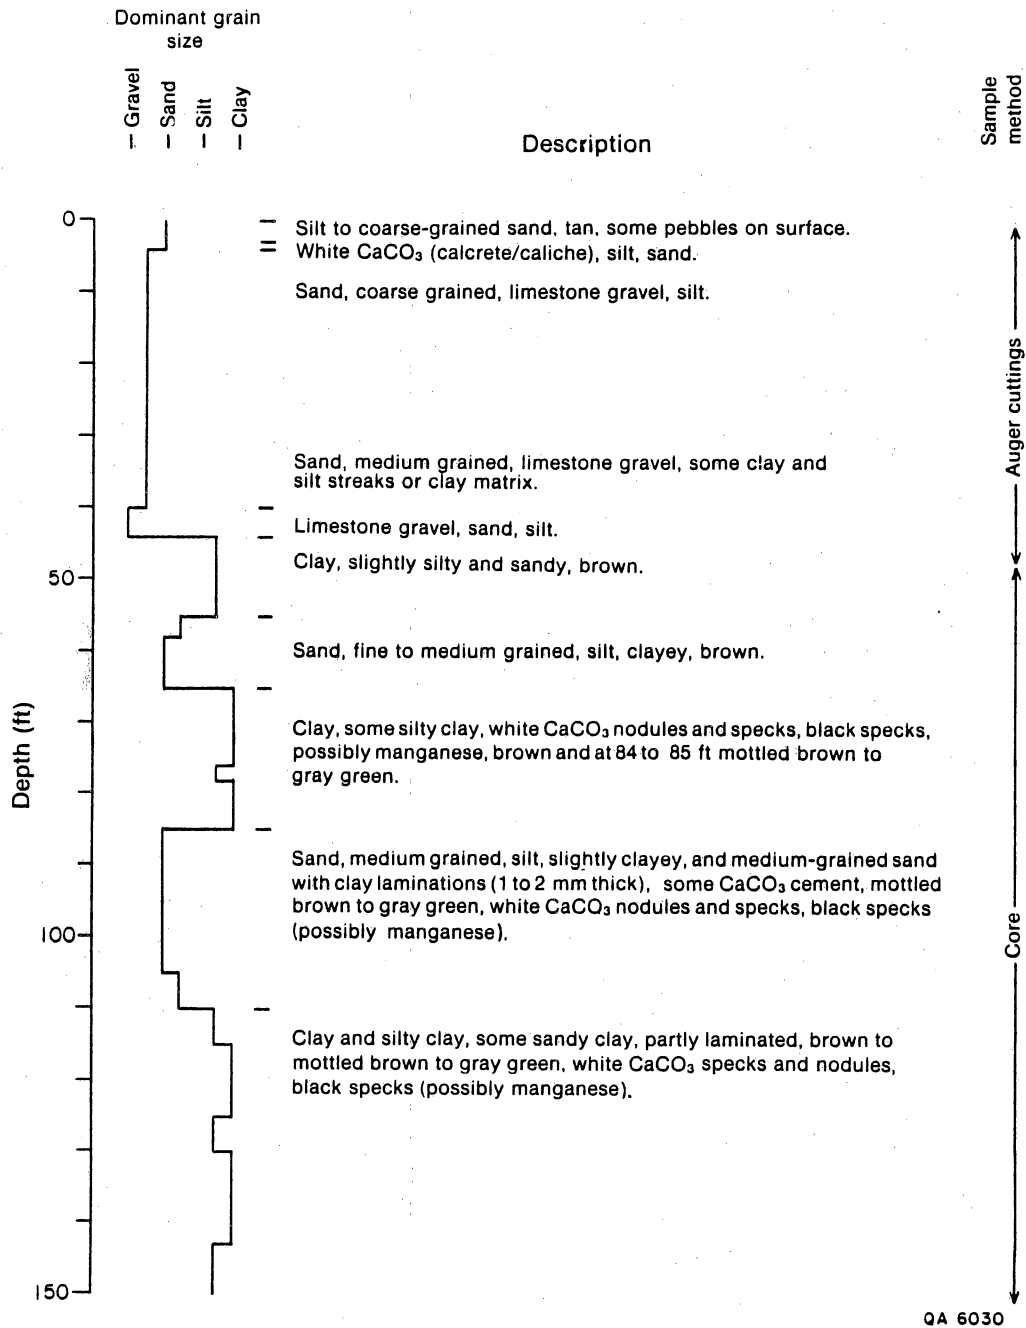 Dominant grain
size
Gravel
Sand
Silt
Clay
Description
Sample
method
0
Silt to coarse-grained sand, tan, some pebbles on surface.
White CaCO₃ (calcrete/caliche), silt, sand.
Sand, coarse grained, limestone gravel, silt.
Auger cuttings
Sand, medium grained, limestone gravel, some clay and
silt streaks or clay matrix.
Limestone gravel, sand, silt.
Clay, slightly silty and sandy, brown.
50
Sand, fine to medium grained, silt, clayey, brown.
Depth (ft)
Clay, some silty clay, white CaCO₃ nodules and specks, black specks,
possibly manganese, brown and at 84 to 85 ft mottled brown to
gray green.
Sand, medium grained, silt, slightly clayey, and medium-grained sand
with clay laminations (1 to 2 mm thick), some CaCO₃ cement, mottled
brown to gray green, white CaCO₃ nodules and specks, black specks
(possibly manganese).
100
Core
Clay and silty clay, some sandy clay, partly laminated, brown to
mottled brown to gray green, white CaCO₃ specks and nodules,
black specks (possibly manganese).
150
QA 6030